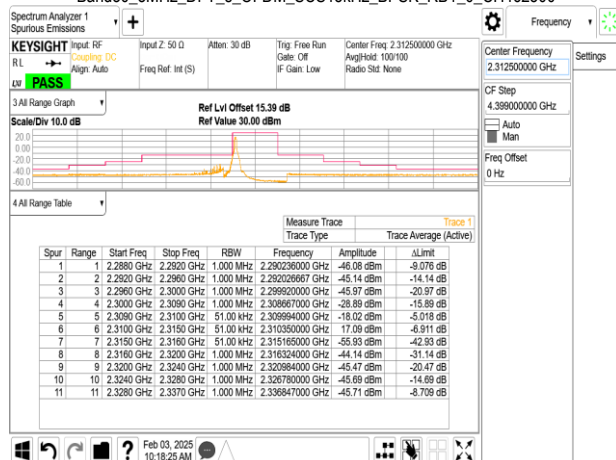 Spectrum Analyzer 1
Spurious Emissions
Frequency
Settings
KEYSIGHT
Input: RF
Input Z: 50 Ω
Atten: 30 dB
Trig: Free Run
Center Freq: 2.312500000 GHz
RL
Coupling: DC
Gate: Off
Avg|Hold: 100/100
Align: Auto
Freq Ref: Int (S)
IF Gain: Low
Radio Std: None
LXI
PASS
Center Frequency
2.312500000 GHz
CF Step
4.399000000 GHz
Auto
Man
Freq Offset
0 Hz
3 All Range Graph
Ref Lvl Offset 15.39 dB
Scale/Div 10.0 dB
Ref Value 30.00 dBm
20.0
0.00
-20.0
-40.0
-60.0
4 All Range Table
Measure Trace Trace 1
Trace Type Trace Average (Active)
Spur Range Start Freq Stop Freq RBW Frequency Amplitude ΔLimit
1 1 2.2880 GHz 2.2920 GHz 1.000 MHz 2.290236000 GHz -46.08 dBm -9.076 dB
2 2 2.2920 GHz 2.2960 GHz 1.000 MHz 2.292026667 GHz -45.14 dBm -14.14 dB
3 3 2.2960 GHz 2.3000 GHz 1.000 MHz 2.299920000 GHz -45.97 dBm -20.97 dB
4 4 2.3000 GHz 2.3090 GHz 1.000 MHz 2.308667000 GHz -28.89 dBm -15.89 dB
5 5 2.3090 GHz 2.3100 GHz 51.00 kHz 2.309994000 GHz -18.02 dBm -5.018 dB
6 6 2.3100 GHz 2.3150 GHz 51.00 kHz 2.310350000 GHz 17.09 dBm -6.911 dB
7 7 2.3150 GHz 2.3160 GHz 51.00 kHz 2.315165000 GHz -55.93 dBm -42.93 dB
8 8 2.3160 GHz 2.3200 GHz 1.000 MHz 2.316324000 GHz -44.14 dBm -31.14 dB
9 9 2.3200 GHz 2.3240 GHz 1.000 MHz 2.320984000 GHz -45.47 dBm -20.47 dB
10 10 2.3240 GHz 2.3280 GHz 1.000 MHz 2.326780000 GHz -45.69 dBm -14.69 dB
11 11 2.3280 GHz 2.3370 GHz 1.000 MHz 2.336847000 GHz -45.71 dBm -8.709 dB
Feb 03, 2025
10:18:25 AM